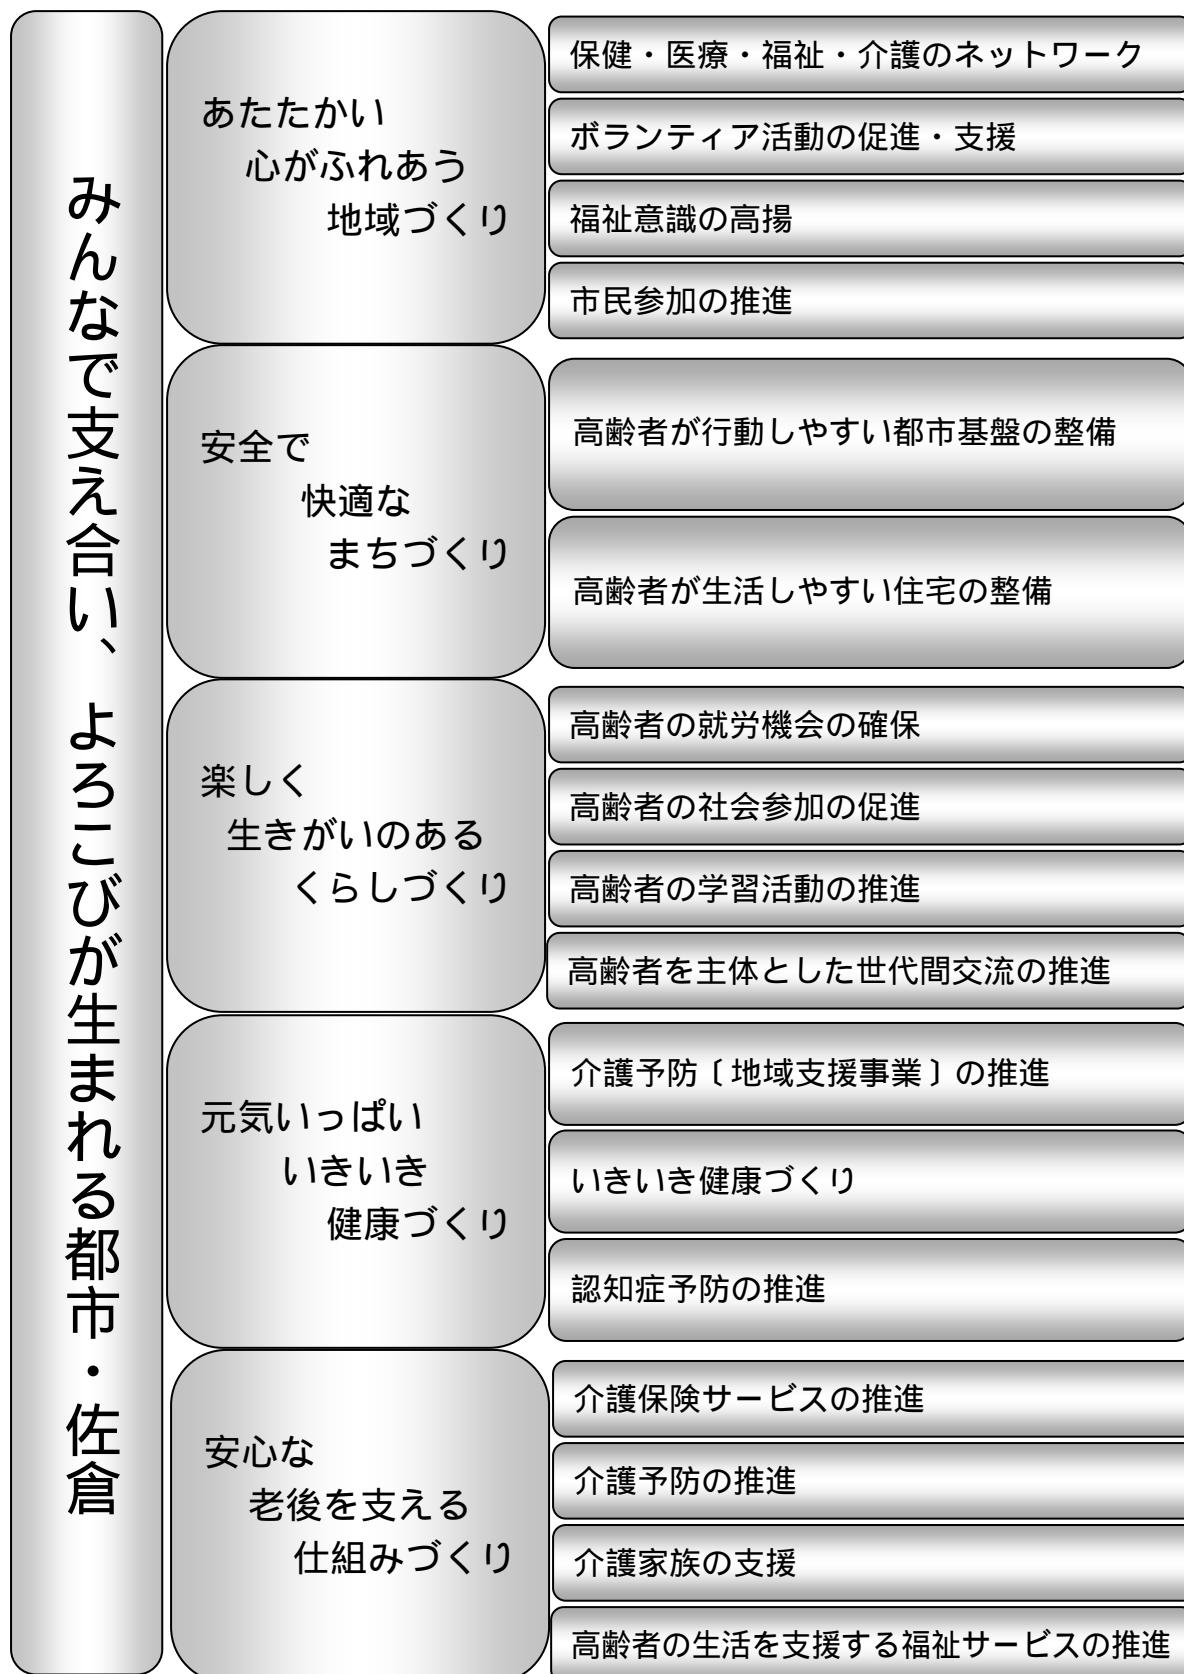 みんなで支え合い、よろこびが生まれる都市・佐倉
あたたかい
心がふれあう
地域づくり
保健・医療・福祉・介護のネットワーク
ボランティア活動の促進・支援
福祉意識の高揚
市民参加の推進
安全で
快適な
まちづくり
高齢者が行動しやすい都市基盤の整備
高齢者が生活しやすい住宅の整備
楽しく
生きがいのある
くらしづくり
高齢者の就労機会の確保
高齢者の社会参加の促進
高齢者の学習活動の推進
高齢者を主体とした世代間交流の推進
元気いっぱい
いきいき
健康づくり
介護予防〔地域支援事業〕の推進
いきいき健康づくり
認知症予防の推進
安心な
老後を支える
仕組みづくり
介護保険サービスの推進
介護予防の推進
介護家族の支援
高齢者の生活を支援する福祉サービスの推進